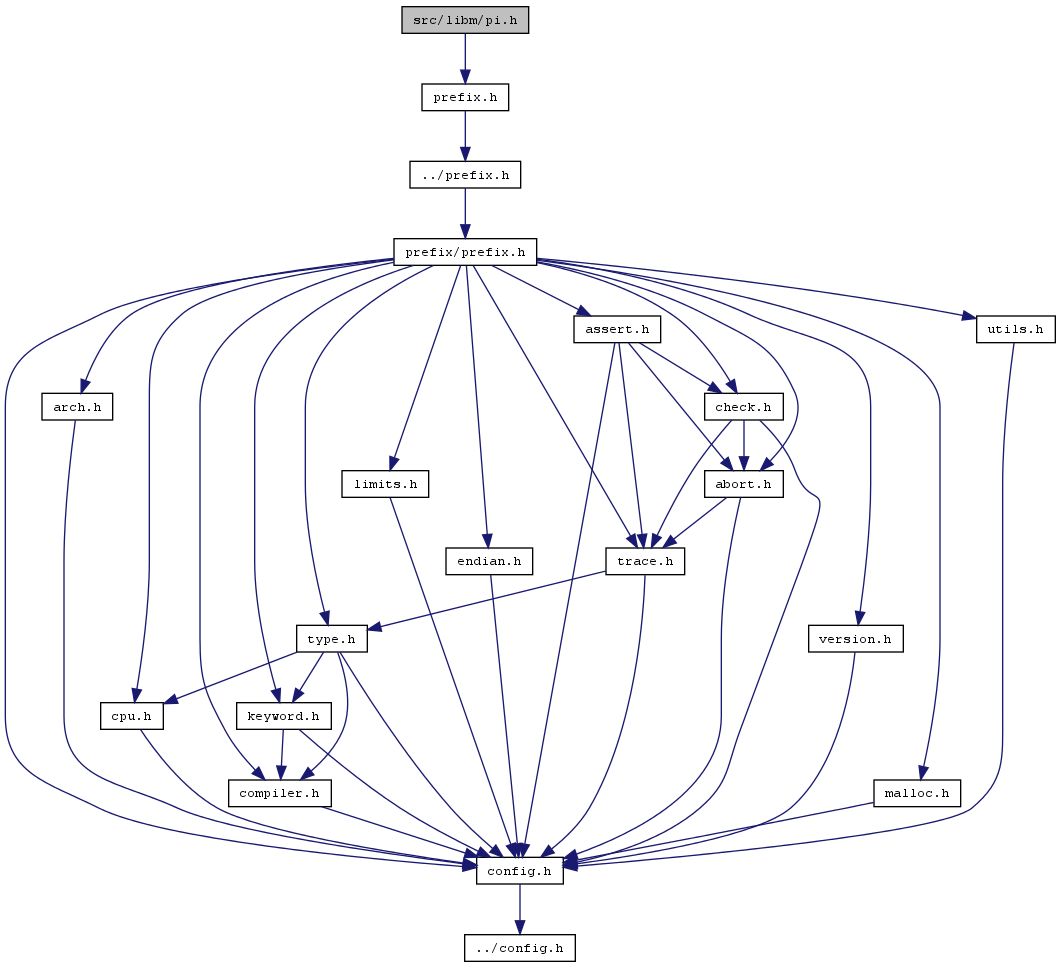 src/libm/pi.h
prefix.h
../prefix.h
prefix/prefix.h
assert.h
utils.h
arch.h
check.h
limits.h
abort.h
endian.h
trace.h
type.h
version.h
cpu.h
keyword.h
compiler.h
malloc.h
config.h
../config.h